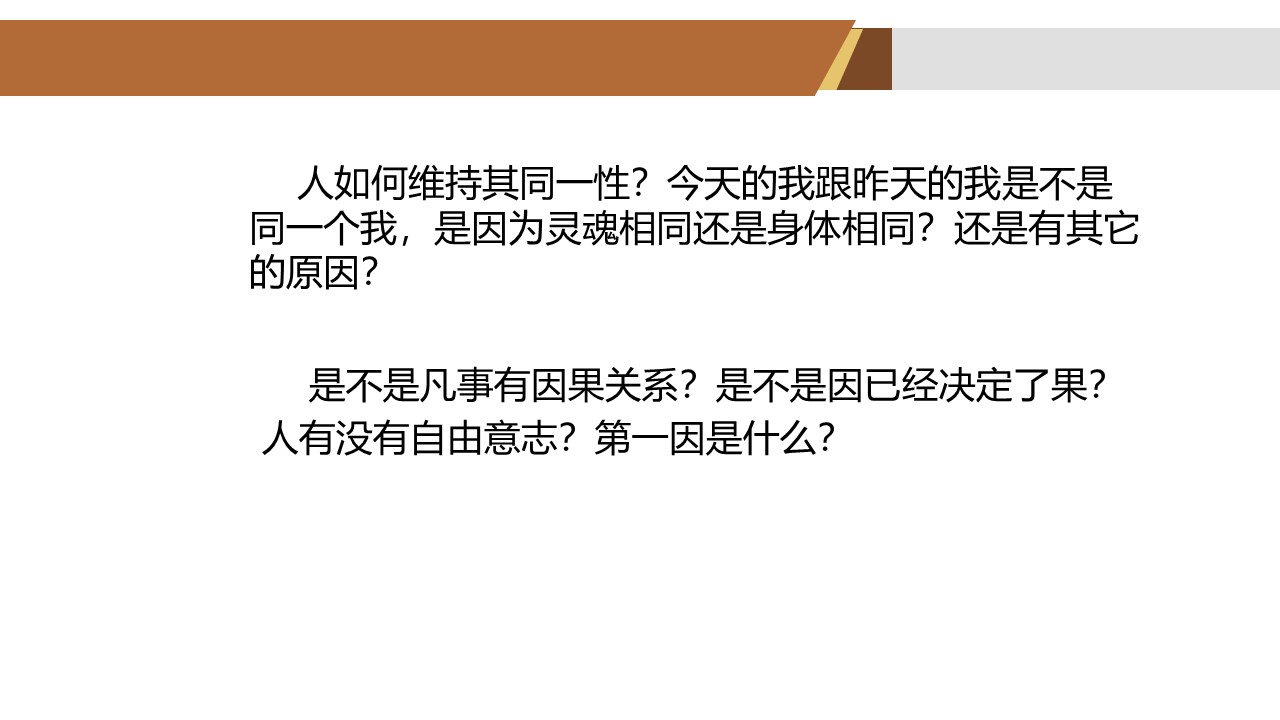 人如何维持其同一性？今天的我跟昨天的我是不是
同一个我，是因为灵魂相同还是身体相同？还是有其它
的原因？
是不是凡事有因果关系？是不是因已经决定了果？
人有没有自由意志？第一因是什么？